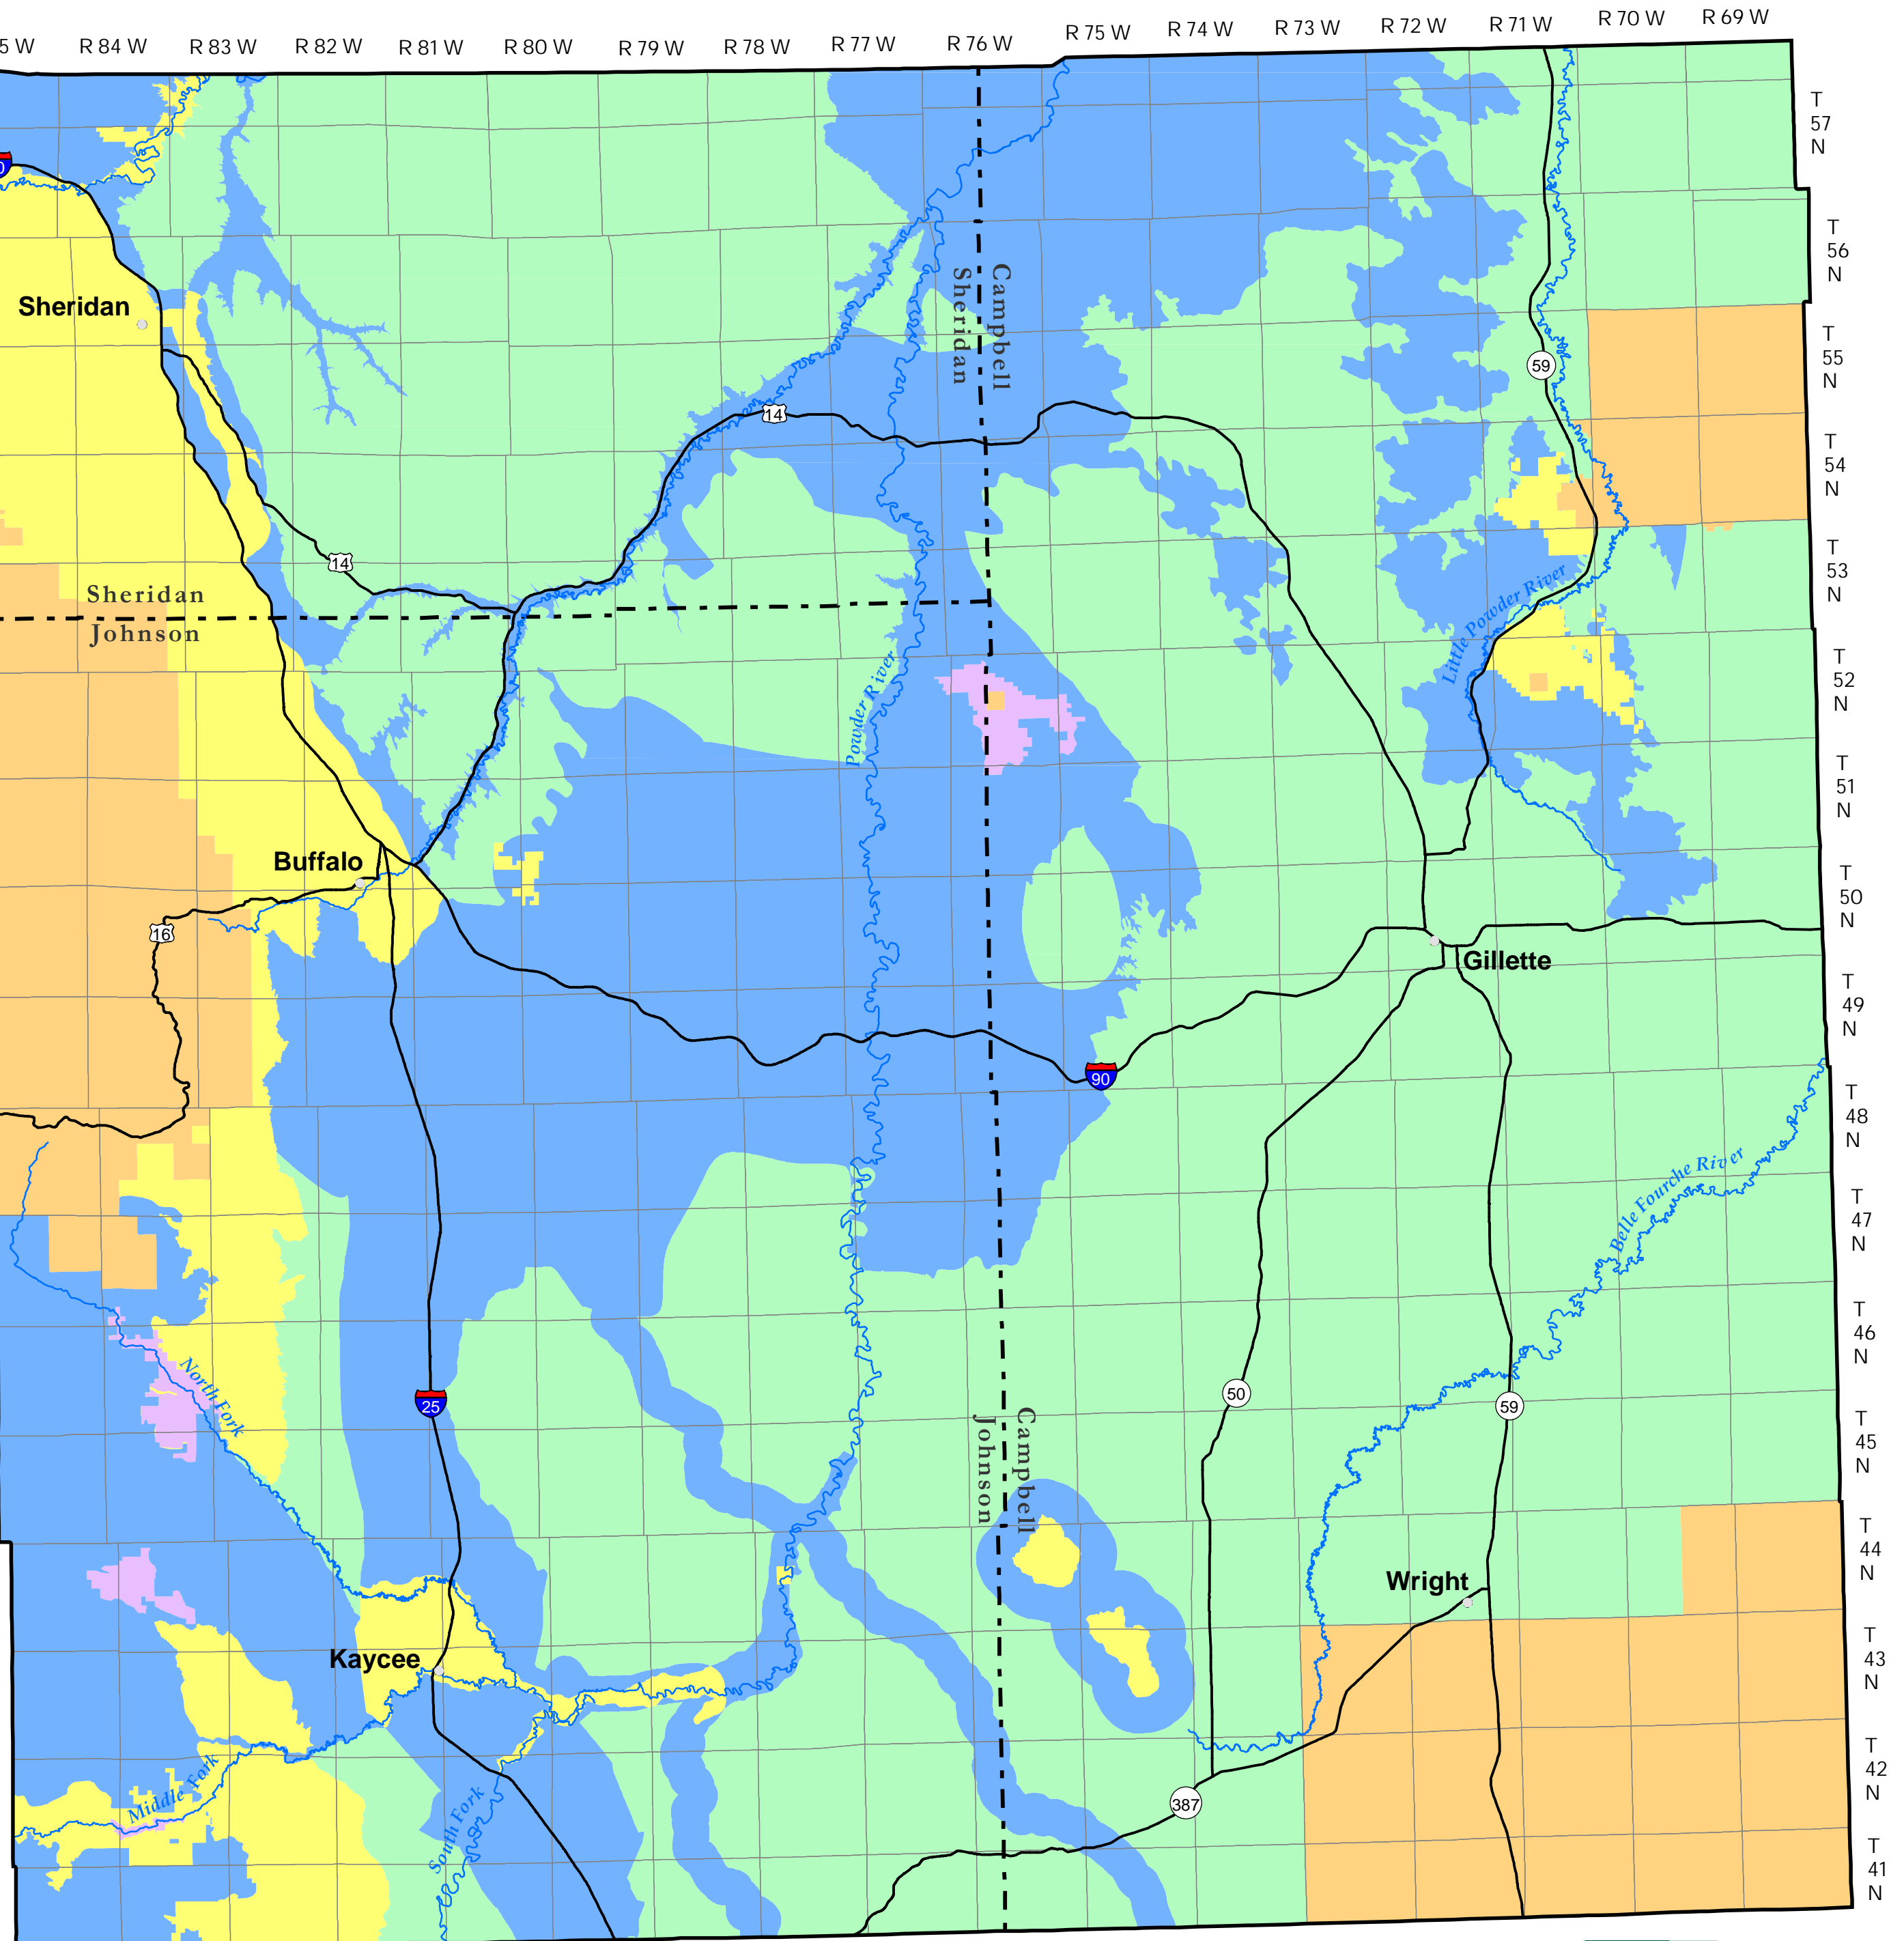 5 W R 84 W R 83 W R 82 W R 81 W R 80 W R 79 W R 78 W R 77 W R 76 W R 75 W R 74 W R 73 W R 72 W R 71 W R 70 W R 69 W
T
57
N
0
T
56
N
Sheridan
Campbell
Sheridan
T
55
N
59
14
T
54
N
14
T
53
N
Sheridan
Johnson
Little Powder River
Powder River
T
52
N
T
51
N
Buffalo
T
50
N
16
Gillette
T
49
N
90
T
48
N
Belle Fourche River
T
47
N
T
46
N
North Fork
25
50
59
T
45
N
Johnson
Campbell
T
44
N
Wright
Kaycee
T
43
N
Middle Fork
South Fork
387
T
42
N
T
41
N